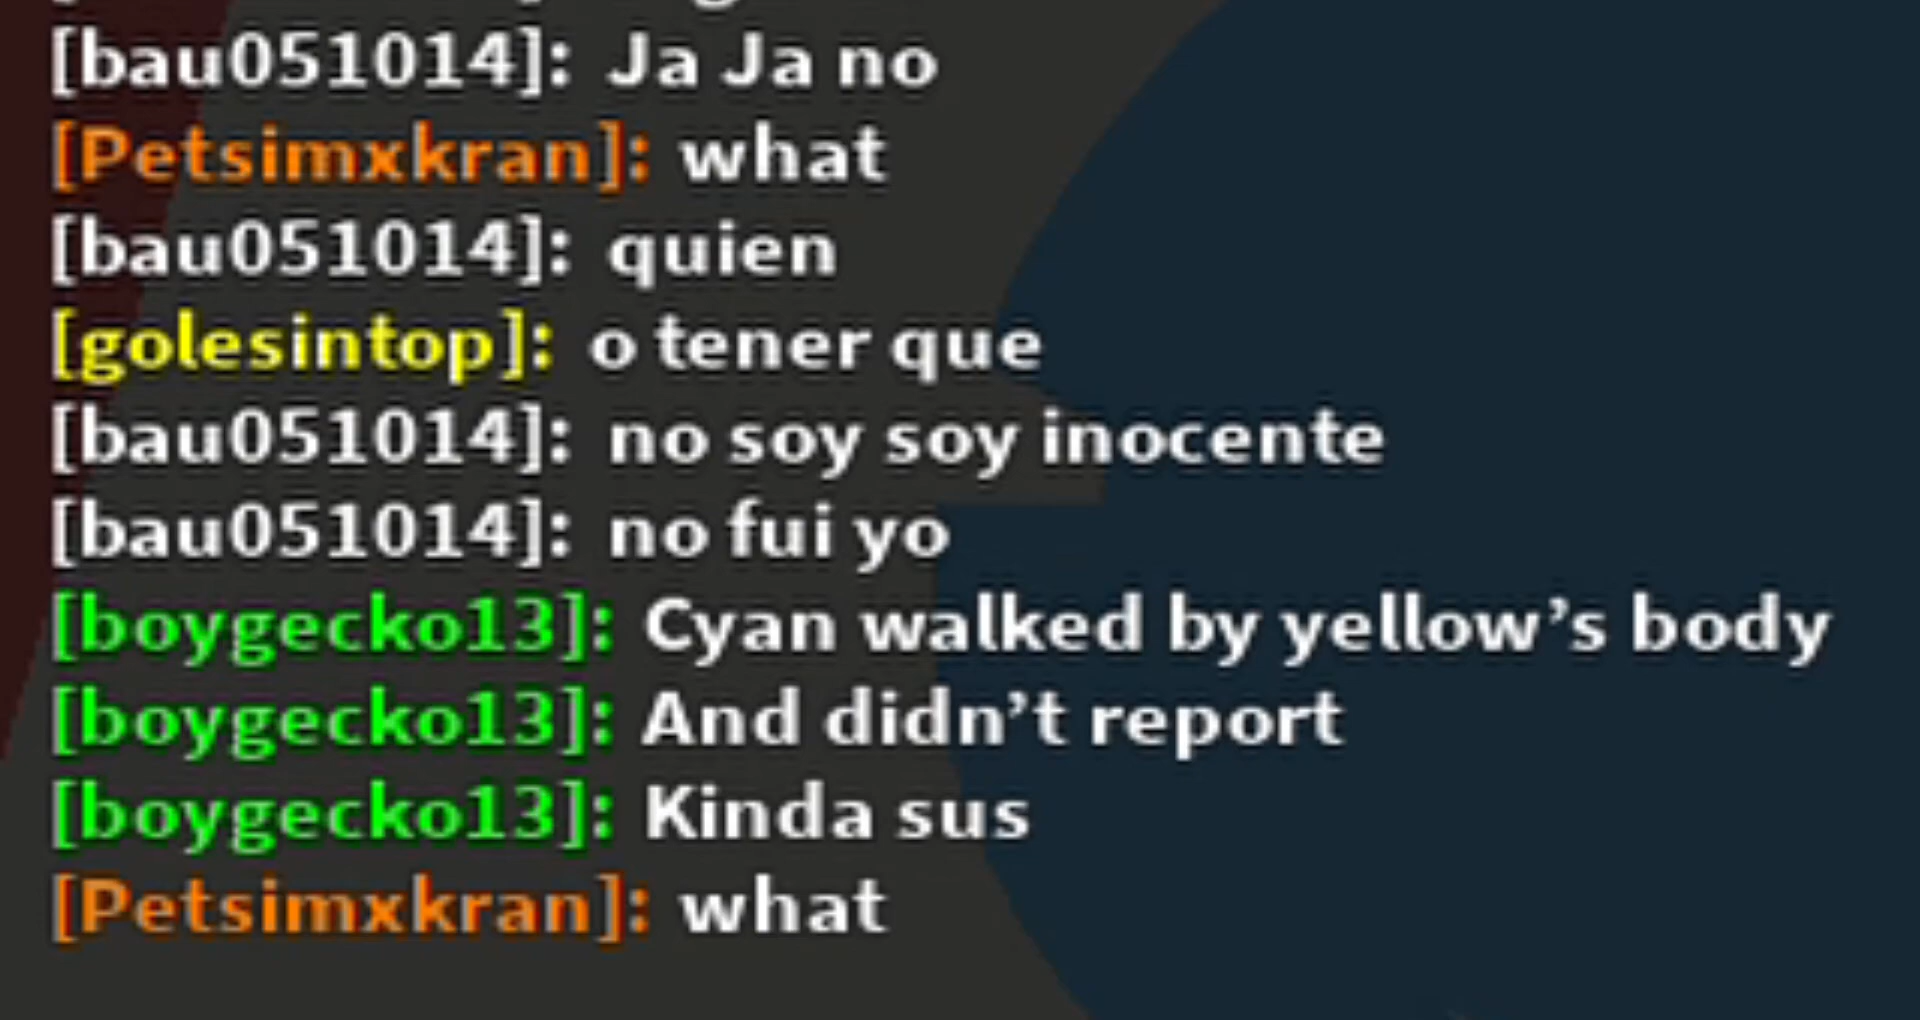 [bau051014]: Ja Ja no
[Petsimxkran]: what
[bau051014]: quien
[golesintop]: o tener que
[bau051014]: no soy soy inocente
[bau051014]: no fui yo
[boygecko13]: Cyan walked by yellow’s body
[boygecko13]: And didn’t report
[boygecko13]: Kinda sus
[Petsimxkran]: what